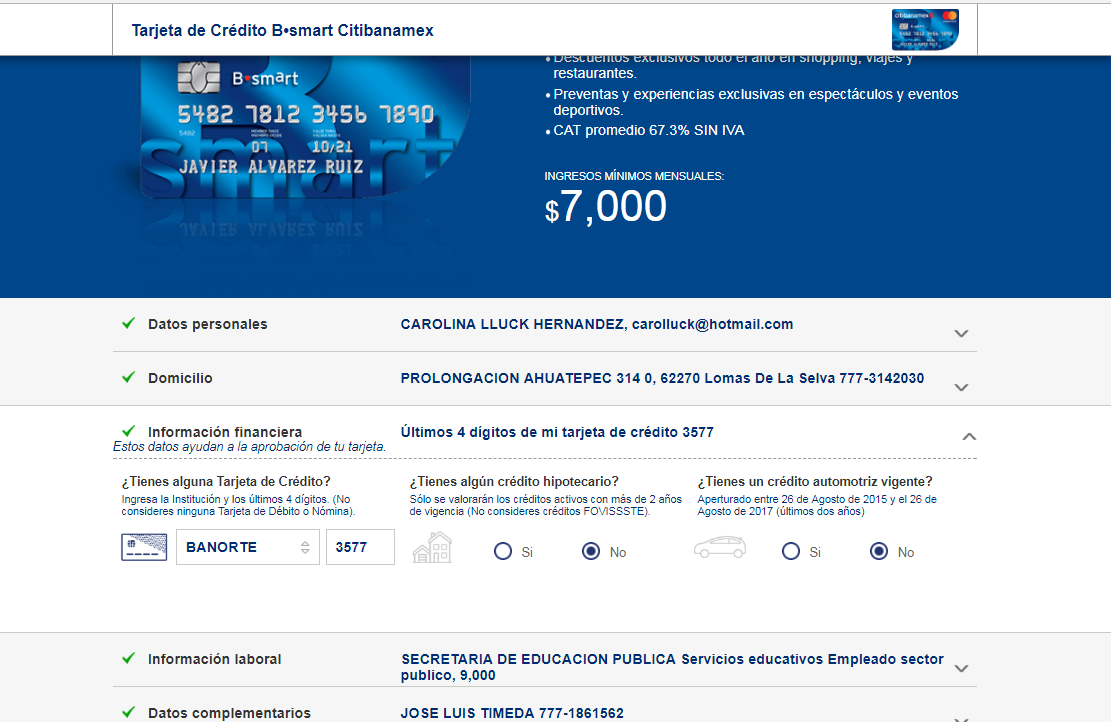 Tarjeta de Crédito B•smart Citibanamex
citibanamex
B•smart
5482 7812 3456 7890
5482
07
10/21
JAVIER ALVAREZ RUIZ
smart
• Descuentos exclusivos todo el año en shopping, viajes y
restaurantes.
• Preventas y experiencias exclusivas en espectáculos y eventos
deportivos.
• CAT promedio 67.3% SIN IVA
INGRESOS MÍNIMOS MENSUALES:
$7,000
Datos personales CAROLINA LLUCK HERNANDEZ, carolluck@hotmail.com
Domicilio PROLONGACION AHUATEPEC 314 0, 62270 Lomas De La Selva 777-3142030
Información financiera Últimos 4 dígitos de mi tarjeta de crédito 3577
Estos datos ayudan a la aprobación de tu tarjeta.
¿Tienes alguna Tarjeta de Crédito?
Ingresa la Institución y los últimos 4 dígitos. (No
consideres ninguna Tarjeta de Débito o Nómina).
BANORTE 3577
¿Tienes algún crédito hipotecario?
Sólo se valorarán los créditos activos con más de 2 años
de vigencia (No consideres créditos FOVISSSTE).
Si No
¿Tienes un crédito automotriz vigente?
Aperturado entre 26 de Agosto de 2015 y el 26 de
Agosto de 2017 (últimos dos años)
Si No
Información laboral SECRETARIA DE EDUCACION PUBLICA Servicios educativos Empleado sector
publico, 9,000
Datos complementarios JOSE LUIS TIMEDA 777-1861562